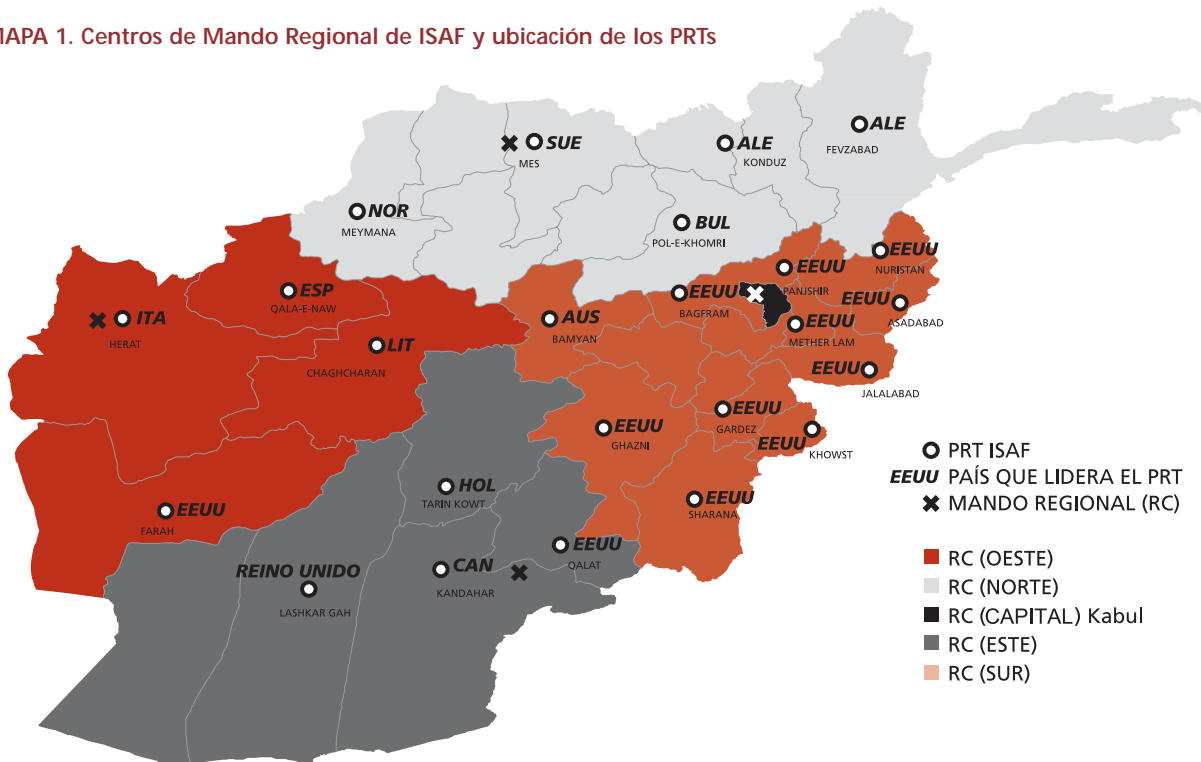 MAPA 1. Centros de Mando Regional de ISAF y ubicación de los PRTs
ALE
FEVZABAD
SUE
MES
ALE
KONDUZ
NOR
MEYMANA
BUL
POL-E-KHOMRI
EEUU
NURISTAN
EEUU
PANJSHIR
ESP
QALA-E-NAW
EEUU
BAGFRAM
EEUU
ASADABAD
ITA
HERAT
AUS
BAMYAN
EEUU
METHER LAM
LIT
CHAGHCHARAN
EEUU
JALALABAD
EEUU
GHAZNI
EEUU
GARDEZ
EEUU
KHOWST
HOL
TARIN KOWT
EEUU
SHARANA
EEUU
FARAH
EEUU
QALAT
REINO UNIDO
LASHKAR GAH
CAN
KANDAHAR
PRT ISAF
EEUU PAÍS QUE LIDERA EL PRT
MANDO REGIONAL (RC)
RC (OESTE)
RC (NORTE)
RC (CAPITAL) Kabul
RC (ESTE)
RC (SUR)